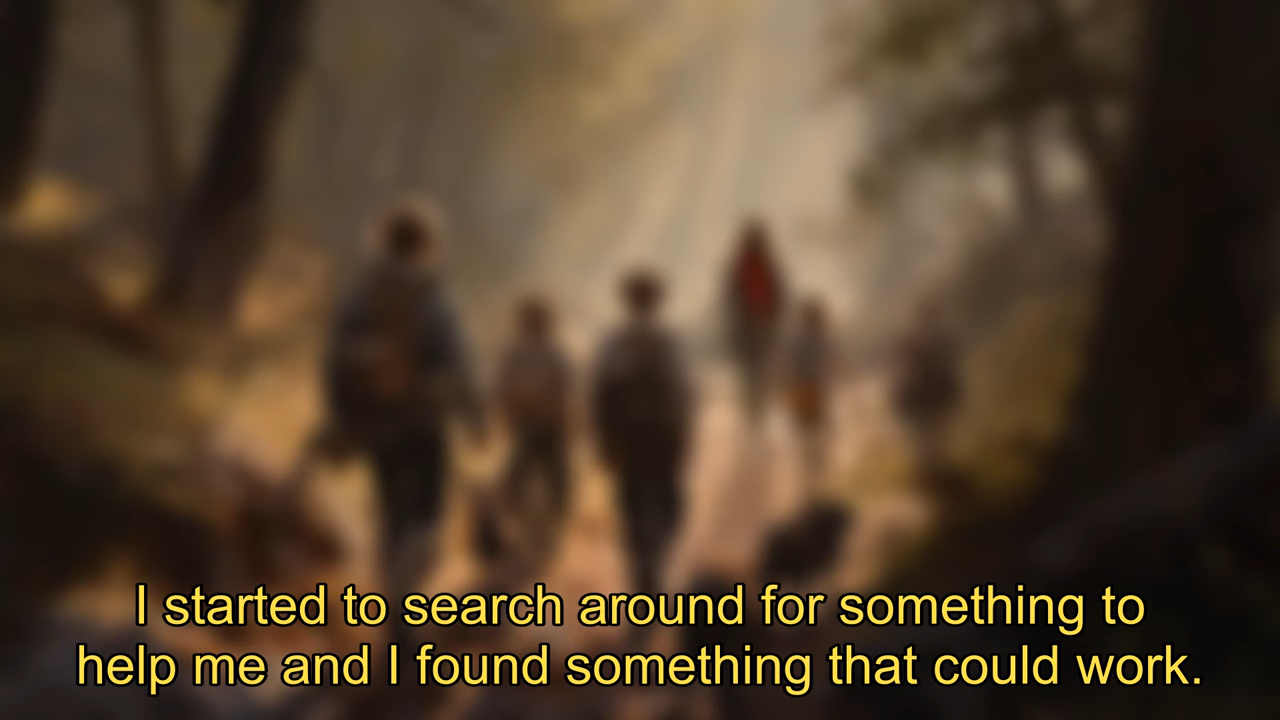 I started to search around for something to
help me and I found something that could work.